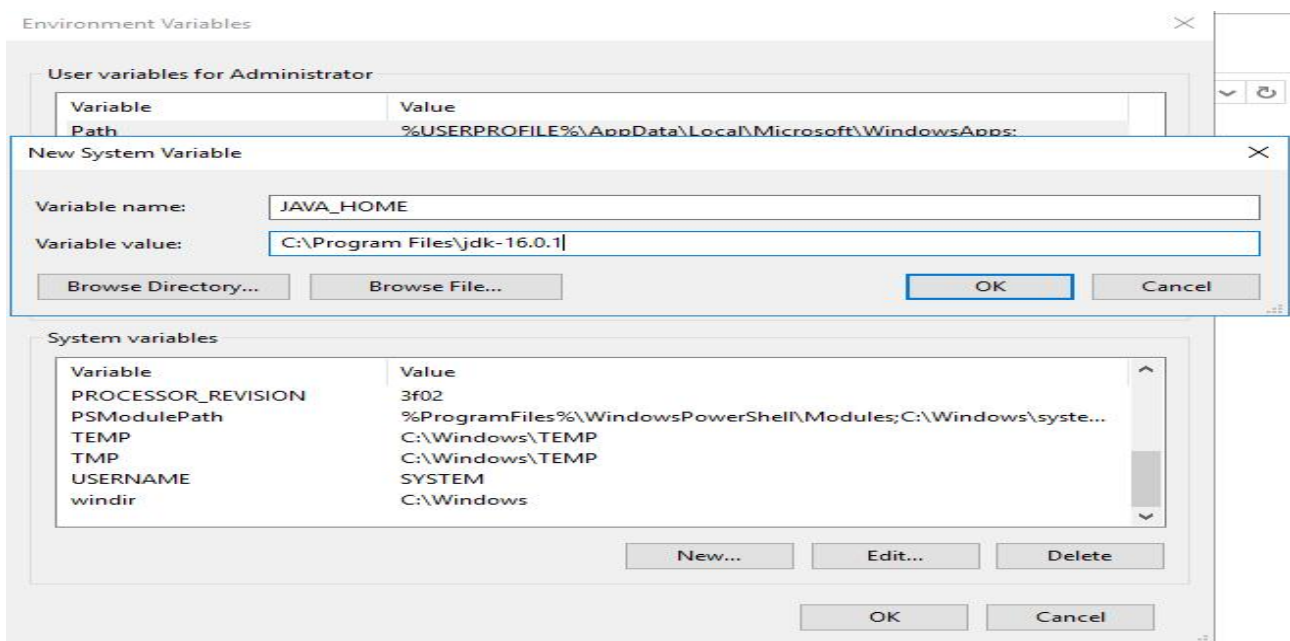 Environment Variables
User variables for Administrator
Variable Value
Path %USERPROFILE%\AppData\Local\Microsoft\WindowsApps;
New System Variable
Variable name: JAVA_HOME
Variable value: C:\Program Files\jdk-16.0.1
Browse Directory... Browse File... OK Cancel
System variables
Variable Value
PROCESSOR_REVISION 3f02
PSModulePath %ProgramFiles%\WindowsPowerShell\Modules;C:\Windows\syste...
TEMP C:\Windows\TEMP
TMP C:\Windows\TEMP
USERNAME SYSTEM
windir C:\Windows
New... Edit... Delete
OK Cancel